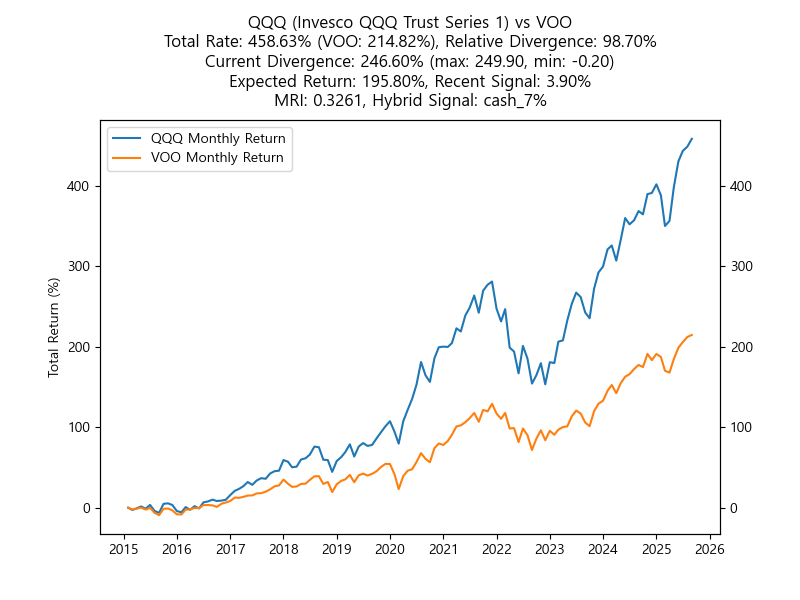 QQQ (Invesco QQQ Trust Series 1) vs VOO
Total Rate: 458.63% (VOO: 214.82%), Relative Divergence: 98.70%
Current Divergence: 246.60% (max: 249.90, min: -0.20)
Expected Return: 195.80%, Recent Signal: 3.90%
MRI: 0.3261, Hybrid Signal: cash_7%
QQQ Monthly Return
VOO Monthly Return
Total Return (%)
400
300
200
100
0
400
300
200
100
0
2015 2016 2017 2018 2019 2020 2021 2022 2023 2024 2025 2026